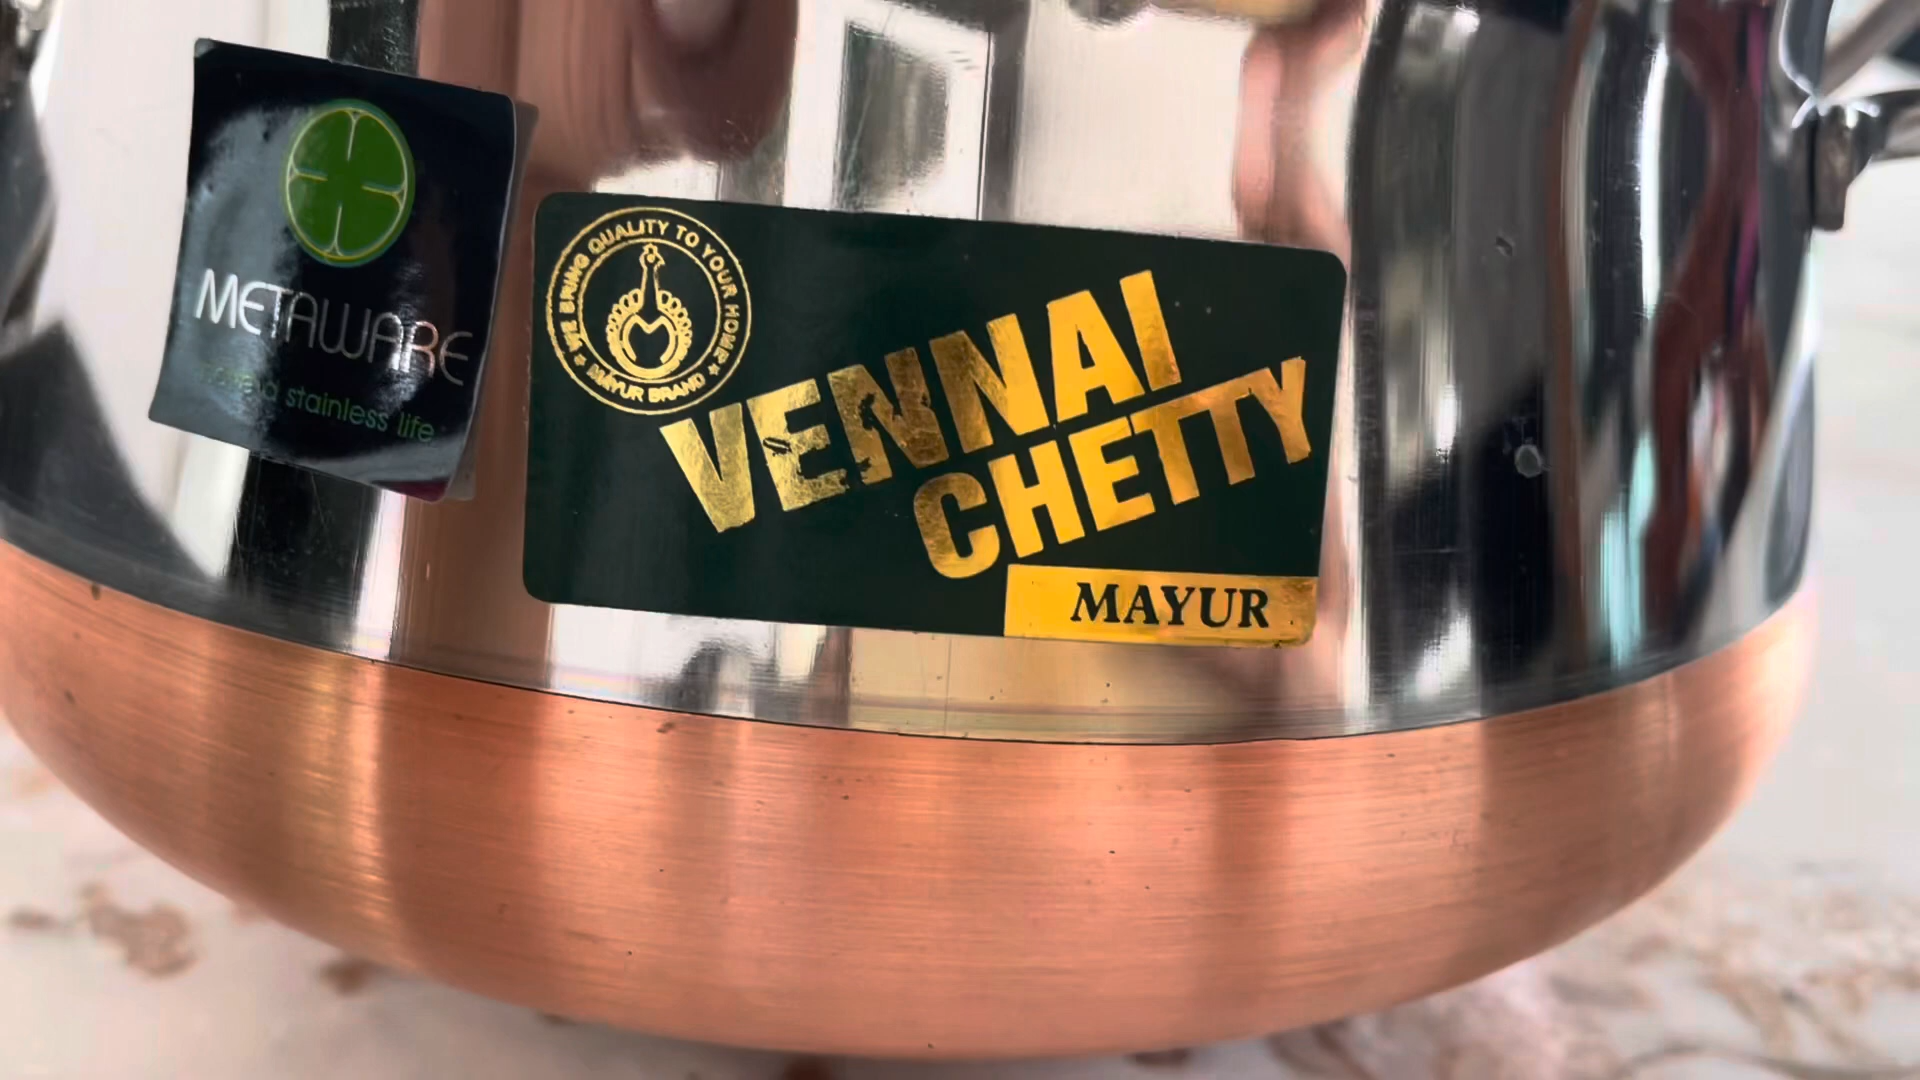 METAWARE
stainless life
WE BRING QUALITY TO YOUR HOME
MAYUR BRAND
VENNAI
CHETTY
MAYUR